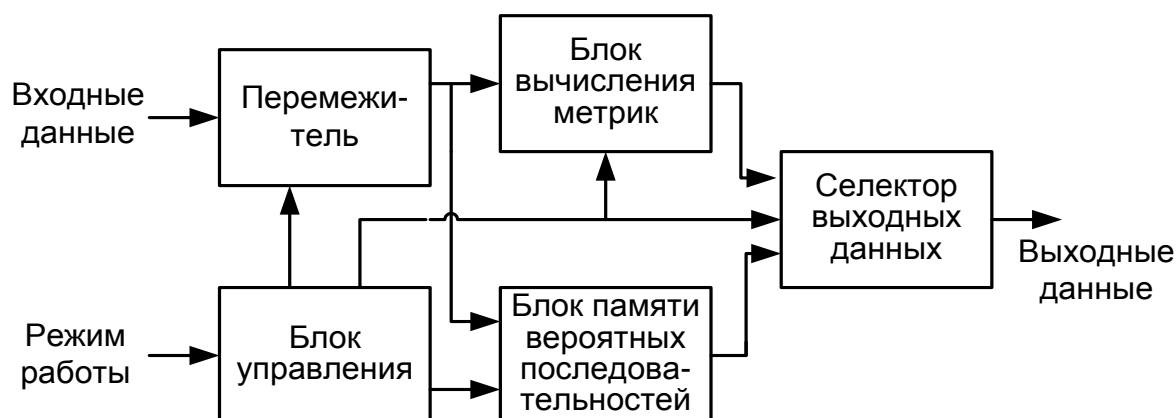 Входные
данные
Перемежи-
тель
Блок
вычисления
метрик
Селектор
выходных
данных
Выходные
данные
Режим
работы
Блок
управления
Блок памяти
вероятных
последова-
тельностей